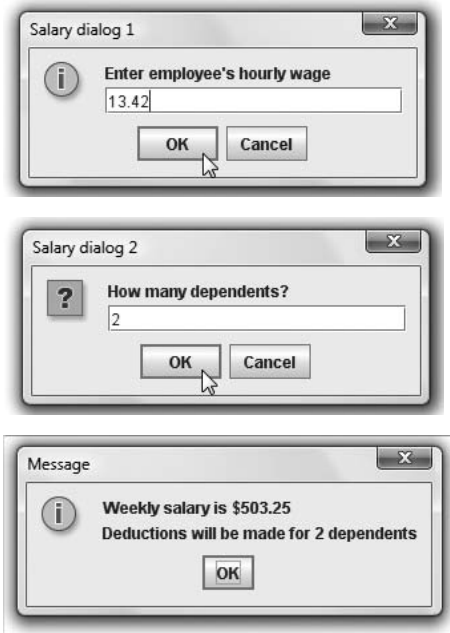 Salary dialog 1
Enter employee's hourly wage
13.42
OK Cancel
Salary dialog 2
How many dependents?
2
OK Cancel
Message
Weekly salary is $503.25
Deductions will be made for 2 dependents
OK